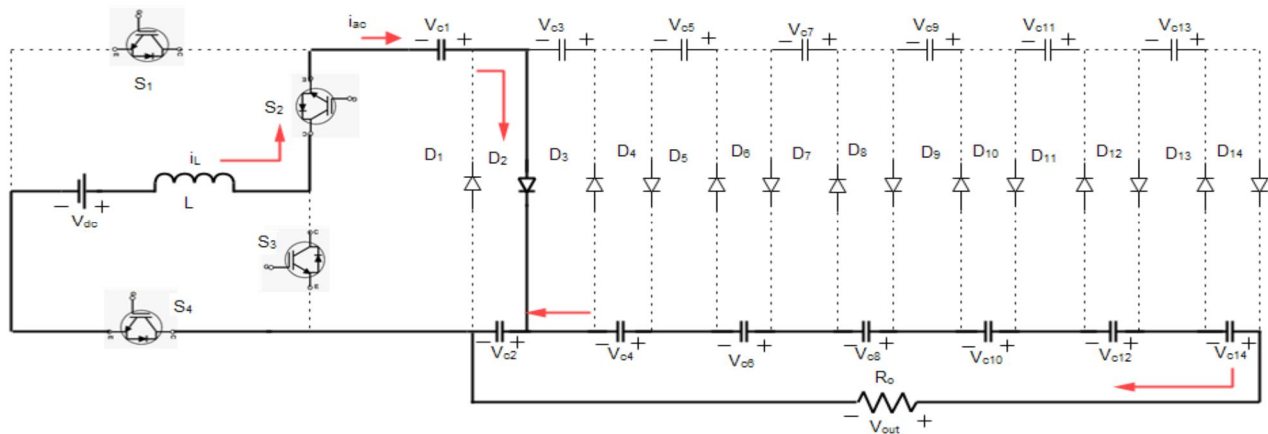 iac
Vc1
Vc3
Vc5
Vc7
Vc9
Vc11
Vc13
− +
− +
− +
− +
− +
− +
− +
S1
S2
iL
D1
D2
D3
D4
D5
D6
D7
D8
D9
D10
D11
D12
D13
D14
− +
Vdc
L
S3
S4
− +
− +
− +
− +
− +
− +
− +
Vc2
Vc4
Vc6
Vc8
Vc10
Vc12
Vc14
Ro
− +
Vout